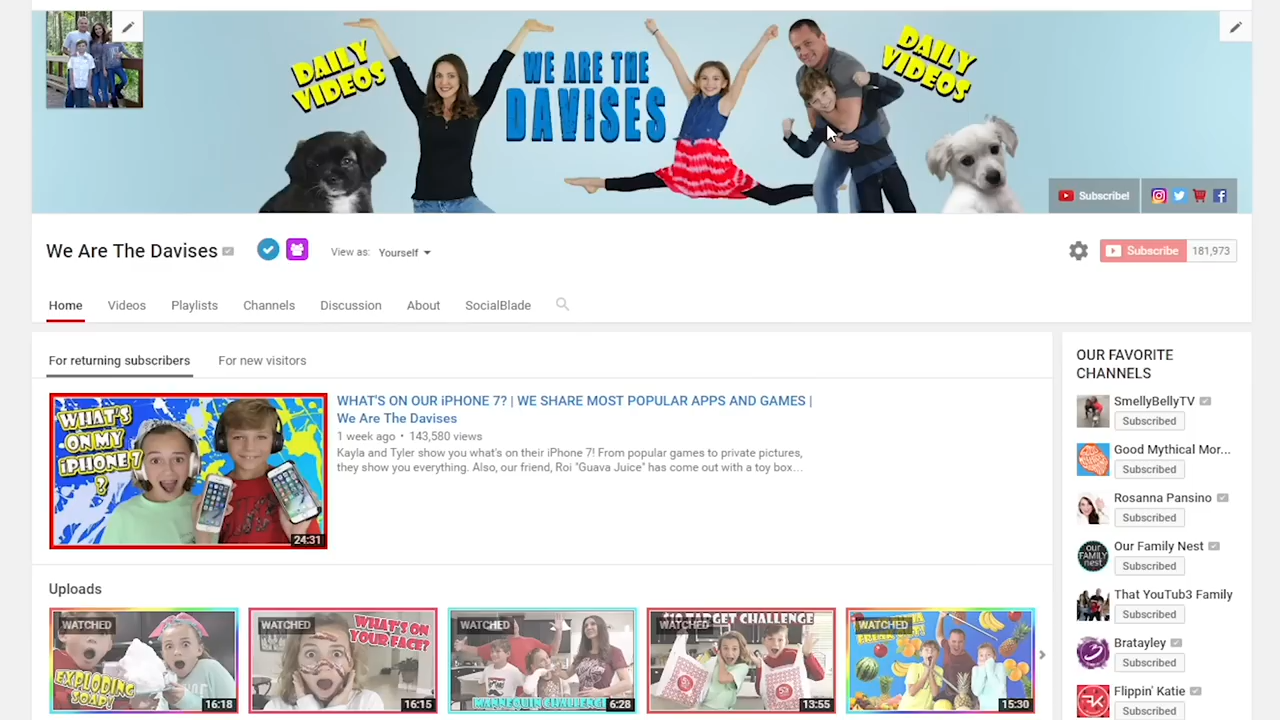 DAILY
VIDEOS
WE ARE THE
DAVISES
DAILY
VIDEOS
Subscribe!
We Are The Davises
View as: Yourself
Subscribe 181,973
Home Videos Playlists Channels Discussion About SocialBlade
For returning subscribers For new visitors
WHAT'S
ON MY
iPHONE 7
?
24:31
WHAT'S ON OUR iPHONE 7? | WE SHARE MOST POPULAR APPS AND GAMES |
We Are The Davises
1 week ago • 143,580 views
Kayla and Tyler show you what's on their iPhone 7! From popular games to private pictures,
they show you everything. Also, our friend, Roi "Guava Juice" has come out with a toy box...
Uploads
WATCHED
EXPLODING
SOAP!
16:18
WATCHED
WHAT'S ON
YOUR FACE?
16:15
WATCHED
MANNEQUIN CHALLENGE
6:28
WATCHED
$10 TARGET CHALLENGE
13:55
WATCHED
15:30
OUR FAVORITE
CHANNELS
SmellyBellyTV
Subscribed
Good Mythical Mor...
Subscribed
Rosanna Pansino
Subscribed
our
FAMILY
nest
Our Family Nest
Subscribed
That YouTub3 Family
Subscribed
Bratayley
Subscribed
FK
Flippin' Katie
Subscribed